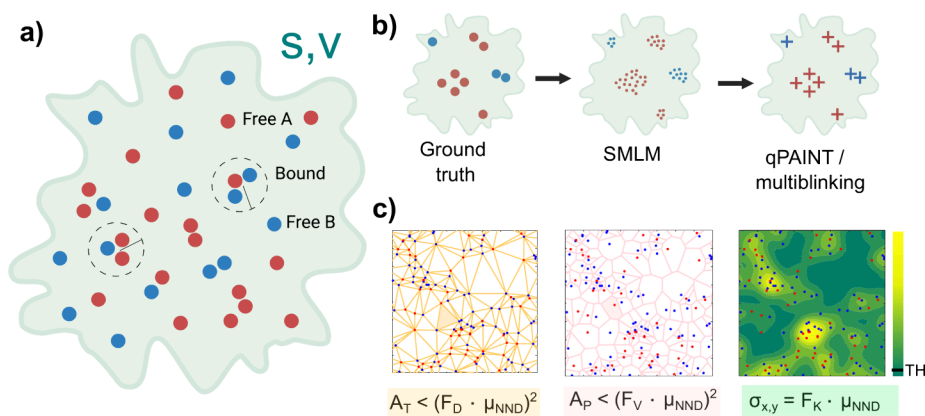 a)
S,V
Free A
Bound
Free B
b)
Ground
truth
SMLM
qPAINT /
multiblinking
c)
TH
A_T < (F_D · μ_NND)²
A_P < (F_V · μ_NND)²
σ_x,y = F_K · μ_NND